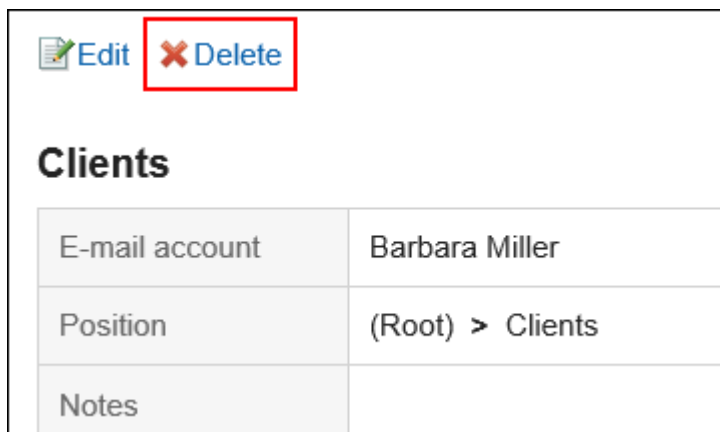 Edit Delete
Clients
E-mail account Barbara Miller
Position (Root) > Clients
Notes